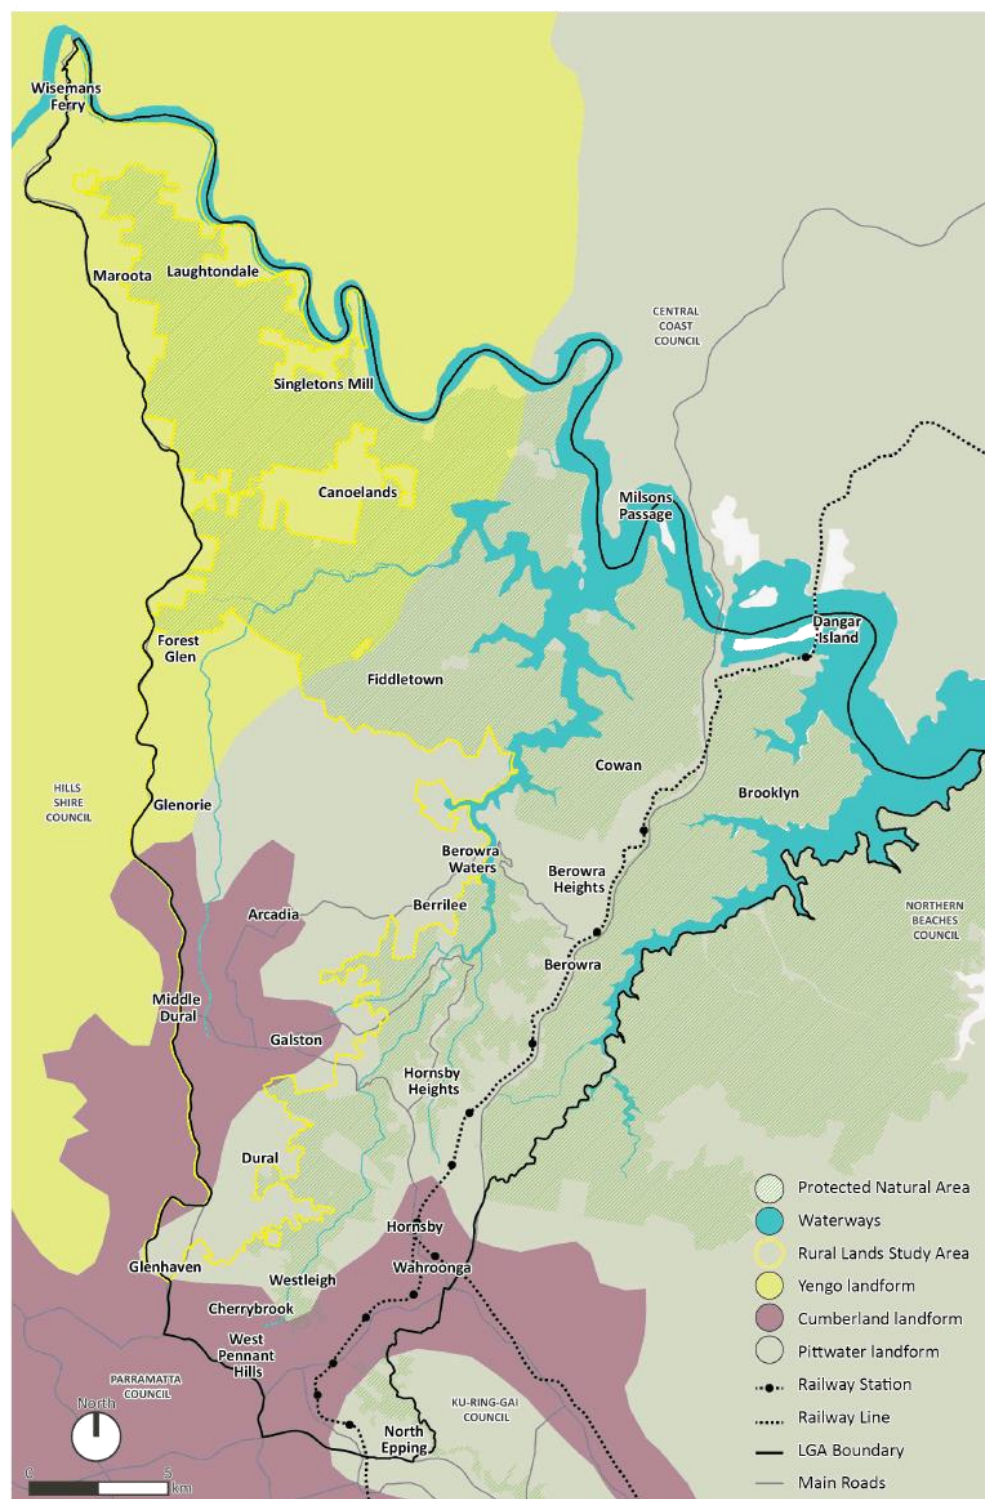 Wisemans
Ferry
Maroota
Laughtondale
CENTRAL
COAST
COUNCIL
Singletons Mill
Canoelands
Milsons
Passage
Dangar
Island
Forest
Glen
Fiddletown
Cowan
Brooklyn
HILLS
SHIRE
COUNCIL
Glenorie
Berowra
Waters
Berowra
Heights
Arcadia
Berrilee
NORTHERN
BEACHES
COUNCIL
Berowra
Middle
Dural
Galston
Hornsby
Heights
Dural
Hornsby
Glenhaven
Wahroonga
Westleigh
Cherrybrook
West
Pennant
Hills
PARRAMATTA
COUNCIL
KU-RING-GAI
COUNCIL
North
Epping
North
0 5
km
Protected Natural Area
Waterways
Rural Lands Study Area
Yengo landform
Cumberland landform
Pittwater landform
Railway Station
Railway Line
LGA Boundary
Main Roads